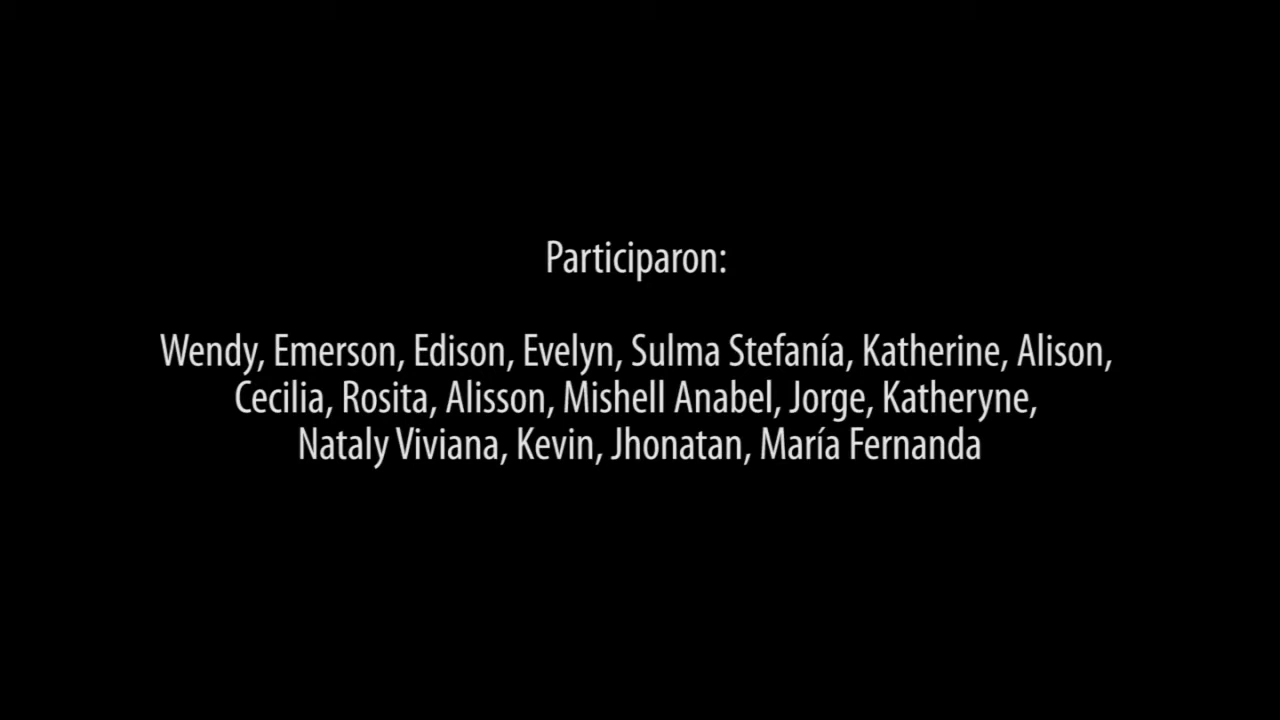 Participaron:
Wendy, Emerson, Edison, Evelyn, Sulma Stefanía, Katherine, Alison,
Cecilia, Rosita, Alisson, Mishell Anabel, Jorge, Katheryne,
Nataly Viviana, Kevin, Jhonatan, María Fernanda